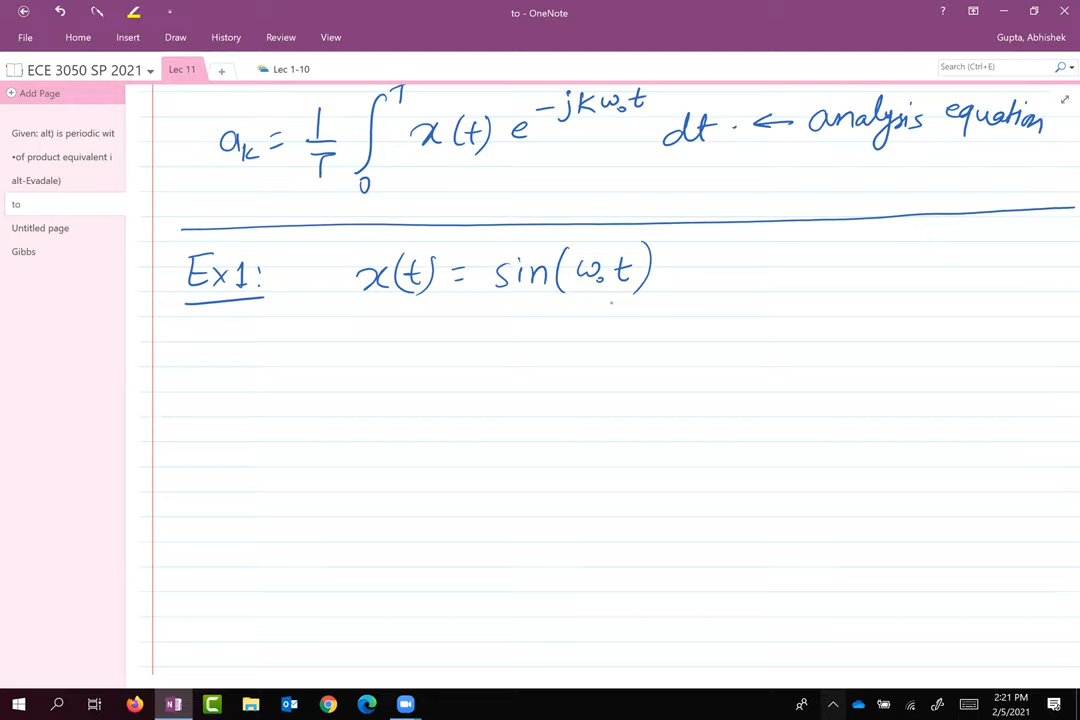 to - OneNote
?
Gupta, Abhishek
File Home Insert Draw History Review View
ECE 3050 SP 2021
Lec 11
+
Lec 1-10
Search (Ctrl+E)
Add Page
Given: alt) is periodic wit
•of product equivalent i
alt-Evadale)
to
Untitled page
Gibbs
a_k = 1/T ∫_0^T x(t) e^{-jkω₀t} dt. ← analysis equation
Ex1: x(t) = sin(ω₀t)
2:21 PM
2/5/2021